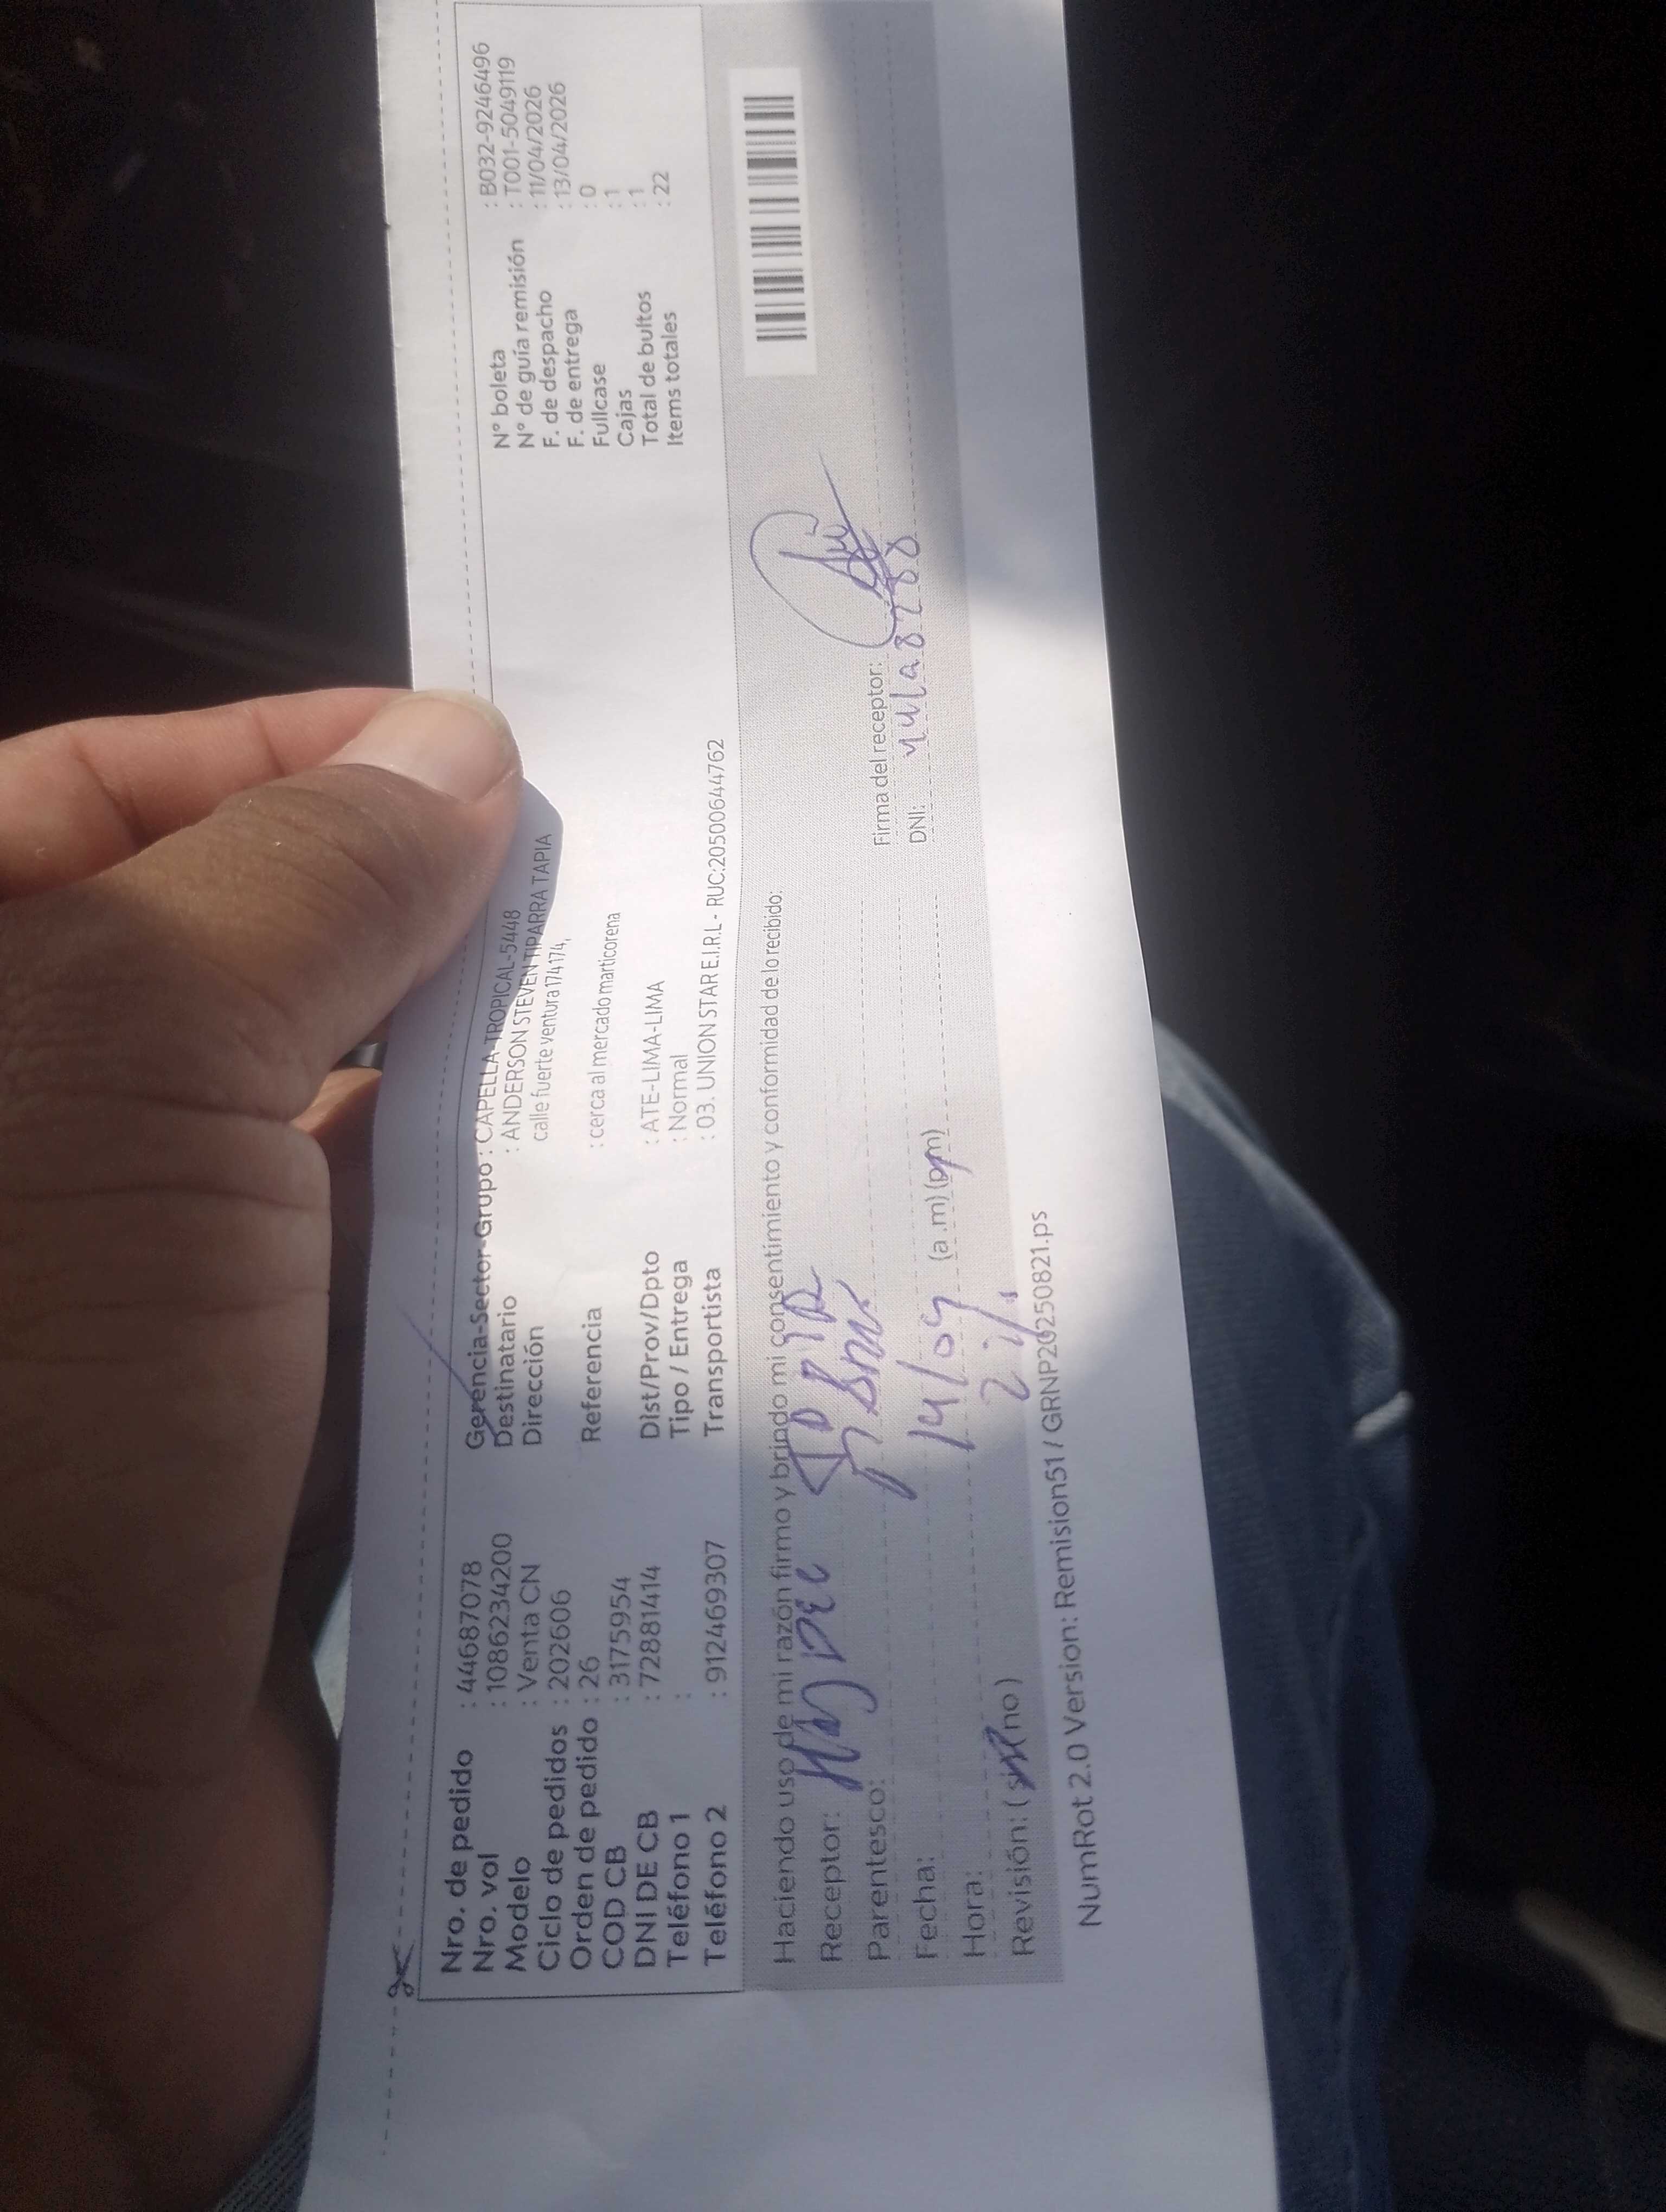 Nro. de pedido : 44687078
Nro. vol : 1086234200
Modelo : Venta CN
Ciclo de pedidos : 202606
Orden de pedido : 26
COD CB : 3175954
DNI DE CB : 72881414
Teléfono 1 :
Teléfono 2 : 912469307
Gerencia-Sector-Grupo : CAPELLA-TROPICAL-5448
Destinatario : ANDERSON STEVEN TIPARRA TAPIA
Dirección calle fuerte ventura 174 174,
Referencia : cerca al mercado marticorena
Dist/Prov/Dpto : ATE-LIMA-LIMA
Tipo / Entrega : Normal
Transportista : 03. UNION STAR E.I.R.L - RUC:20500644762
N° boleta : B032-9246496
N° de guía remisión : T001-5049119
F. de despacho : 11/04/2026
F. de entrega : 13/04/2026
Fullcase : 0
Cajas : 1
Total de bultos : 1
Items totales : 22
Haciendo uso de mi razón firmo y brindo mi consentimiento y conformidad de lo recibido:
Receptor:
Parentesco:
Fecha: 14/04
Hora: (a .m) (pm)
Revisión: ( no )
Firma del receptor:
DNI:
NumRot 2.0 Version: Remision51 / GRNP20250821.ps